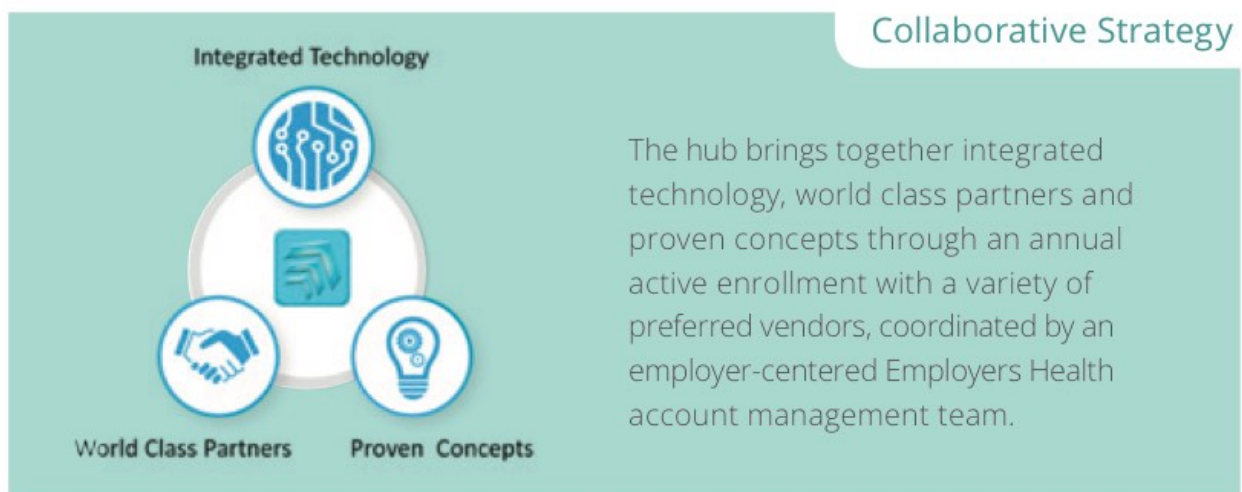 Collaborative Strategy
Integrated Technology
World Class Partners
Proven Concepts
The hub brings together integrated
technology, world class partners and
proven concepts through an annual
active enrollment with a variety of
preferred vendors, coordinated by an
employer-centered Employers Health
account management team.